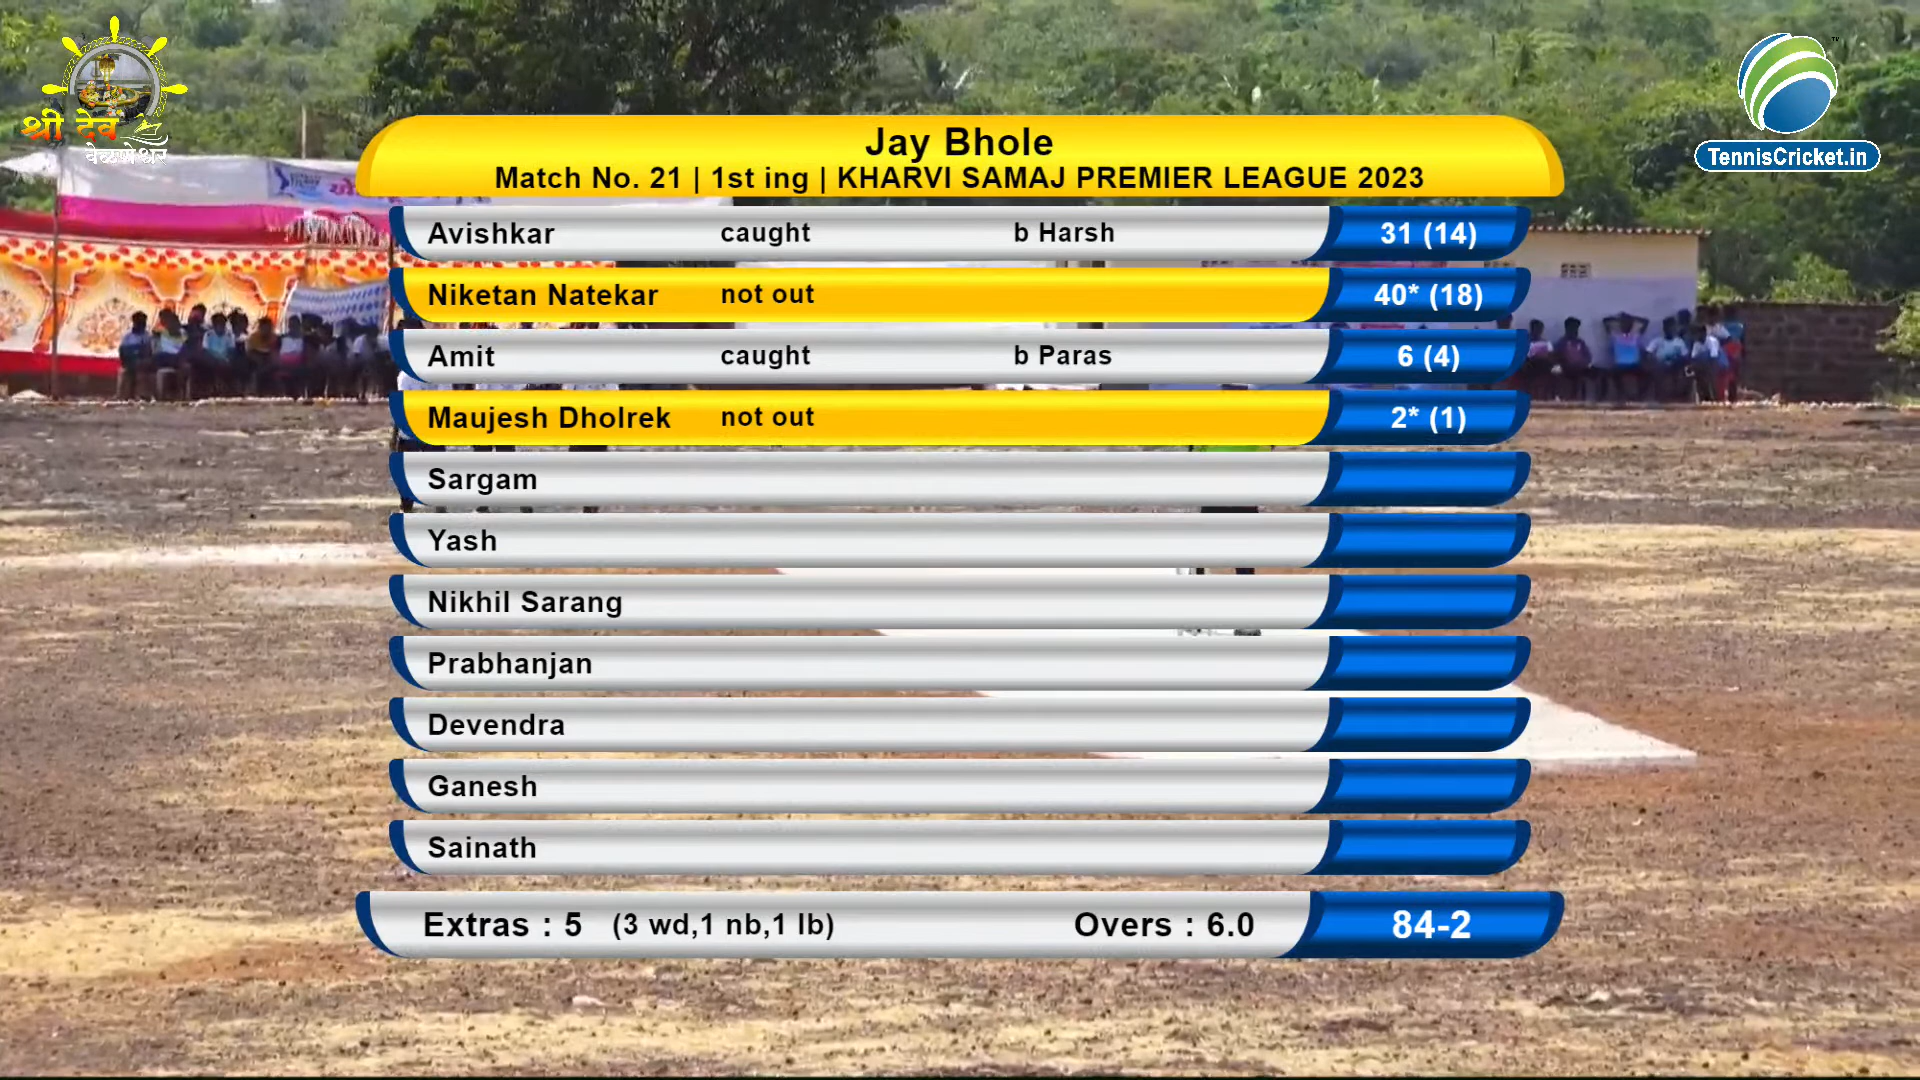 श्री देव
वेळणेश्वर
TM
TennisCricket.in
Jay Bhole
Match No. 21 | 1st ing | KHARVI SAMAJ PREMIER LEAGUE 2023
Avishkar caught b Harsh 31 (14)
Niketan Natekar not out 40* (18)
Amit caught b Paras 6 (4)
Maujesh Dholrek not out 2* (1)
Sargam
Yash
Nikhil Sarang
Prabhanjan
Devendra
Ganesh
Sainath
Extras : 5 (3 wd,1 nb,1 lb) Overs : 6.0 84-2